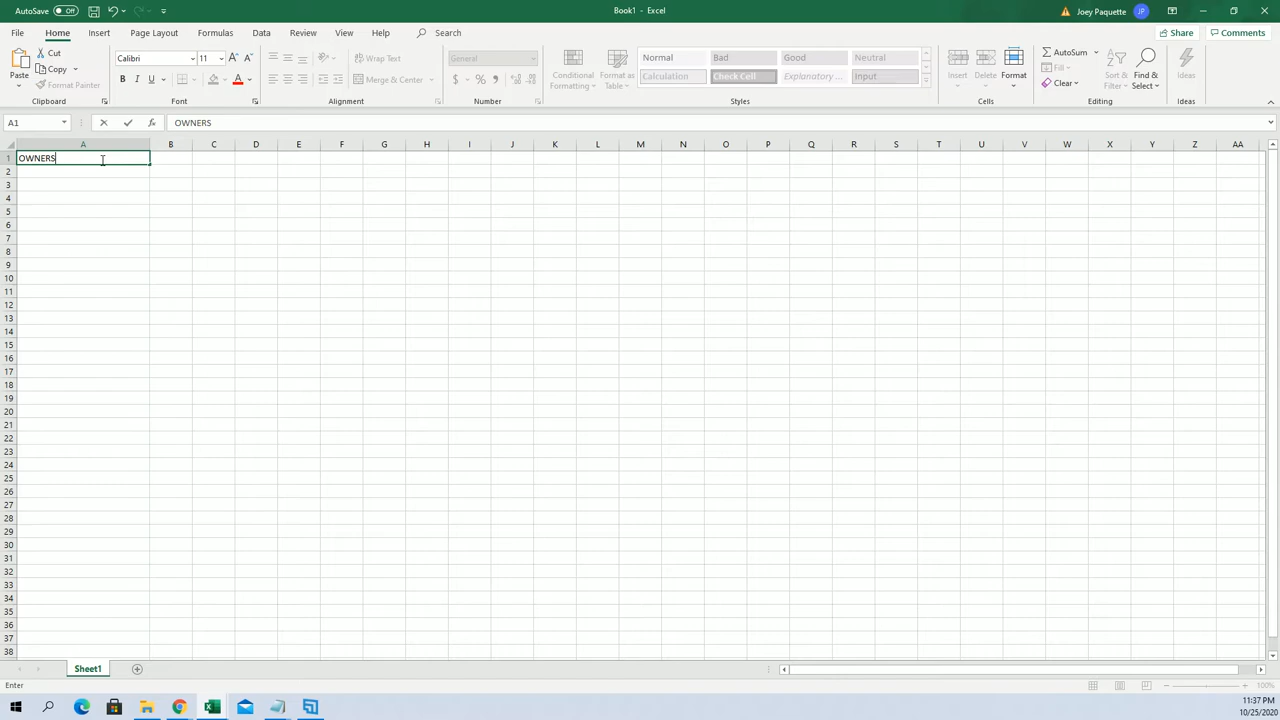 AutoSave Off Book1 - Excel Joey Paquette JP
File Home Insert Page Layout Formulas Data Review View Help Search Share Comments
Paste Cut Copy Format Painter Clipboard
Calibri 11 B I U A Font
Wrap Text Merge & Center Alignment
General $ % Number
Conditional Formatting Format as Table
Normal Bad Good Neutral
Calculation Check Cell Explanatory ... Input
Styles
Insert Delete Format Cells
AutoSum Fill Clear Sort & Filter Find & Select Editing
Ideas Ideas
A1 fx OWNERS
A B C D E F G H I J K L M N O P Q R S T U V W X Y Z AA
1 OWNERS
2
3
4
5
6
7
8
9
10
11
12
13
14
15
16
17
18
19
20
21
22
23
24
25
26
27
28
29
30
31
32
33
34
35
36
37
38
Sheet1
Enter 100%
11:37 PM
10/25/2020